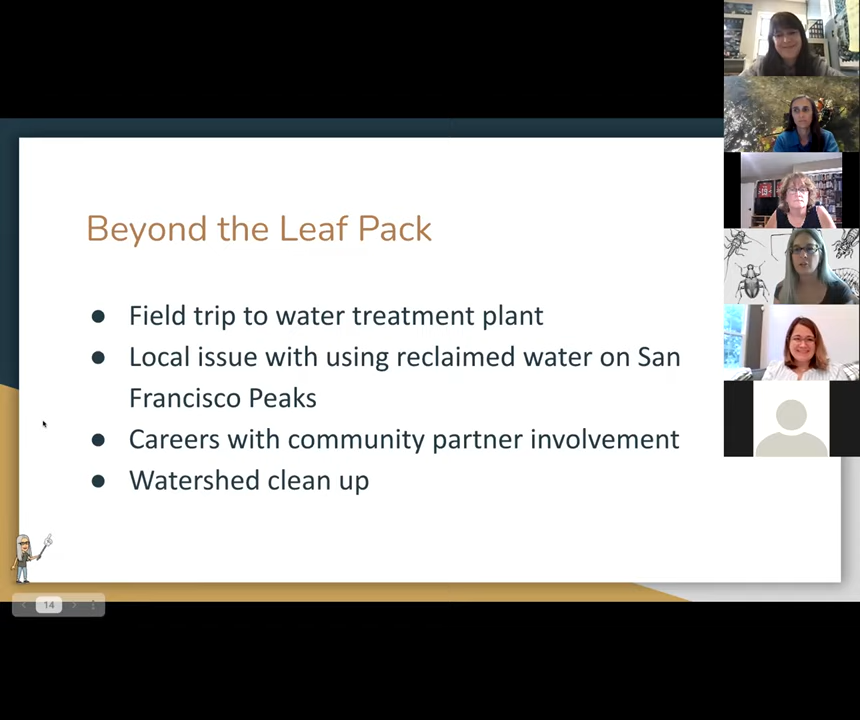 Beyond the Leaf Pack
● Field trip to water treatment plant
● Local issue with using reclaimed water on San
Francisco Peaks
● Careers with community partner involvement
● Watershed clean up
14